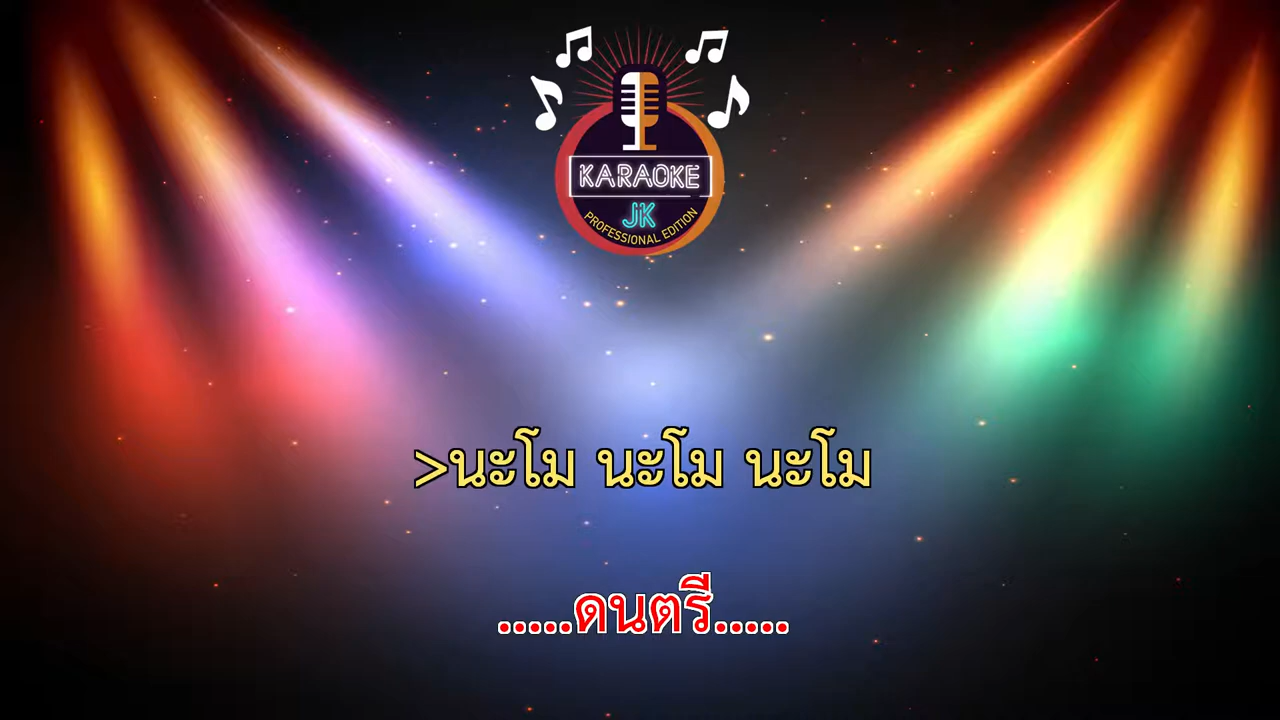 KARAOKE
JK
PROFESSIONAL EDITION
>นะโม นะโม นะโม
.....ดนตรี.....